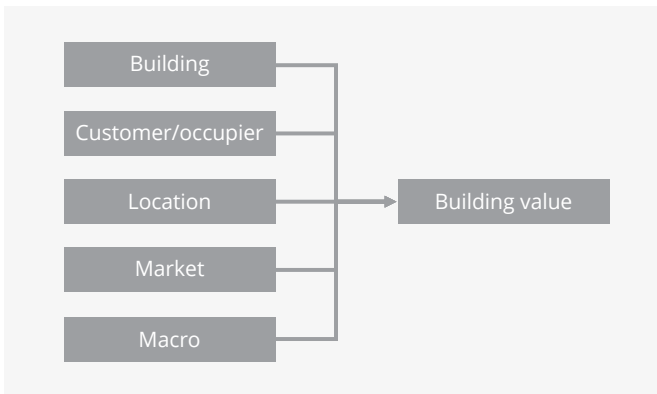 Building
Customer/occupier
Location
Building value
Market
Macro